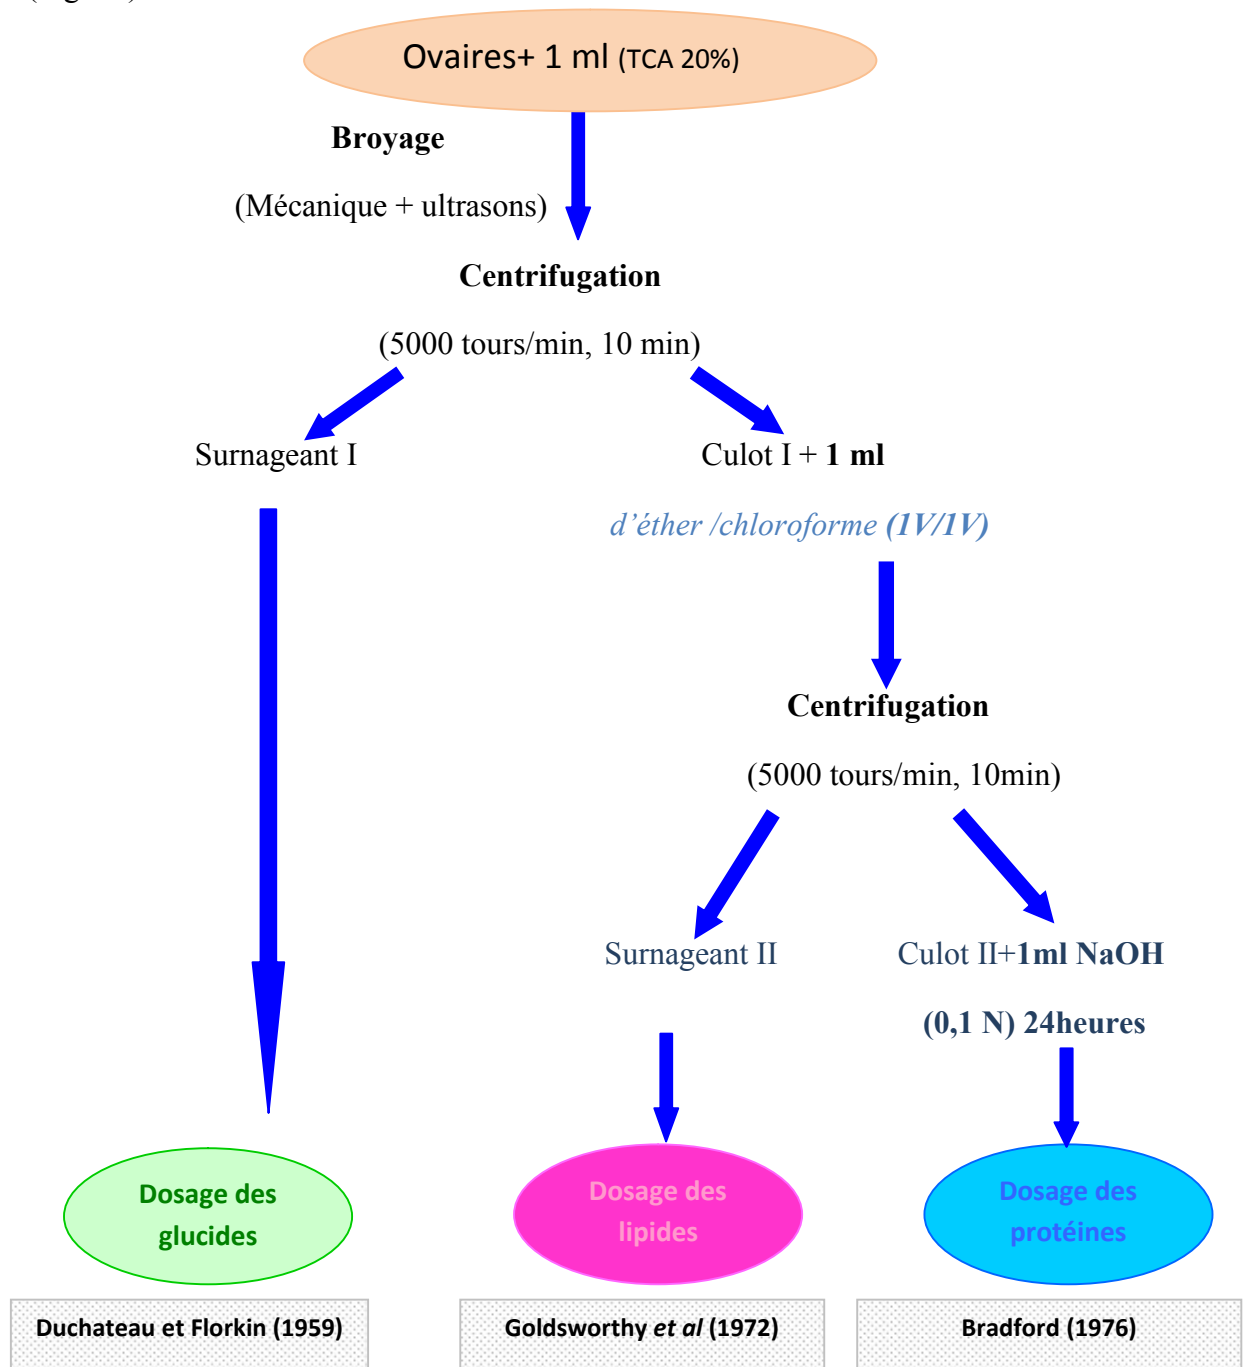 Ovaires+ 1 ml (TCA 20%)
Broyage
(Mécanique + ultrasons)
Centrifugation
(5000 tours/min, 10 min)
Surnageant I
Culot I + 1 ml
d’éther /chloroforme (1V/1V)
Centrifugation
(5000 tours/min, 10min)
Surnageant II
Culot II+1ml NaOH
(0,1 N) 24heures
Dosage des
glucides
Dosage des
lipides
Dosage des
protéines
Duchateau et Florkin (1959)
Goldsworthy et al (1972)
Bradford (1976)